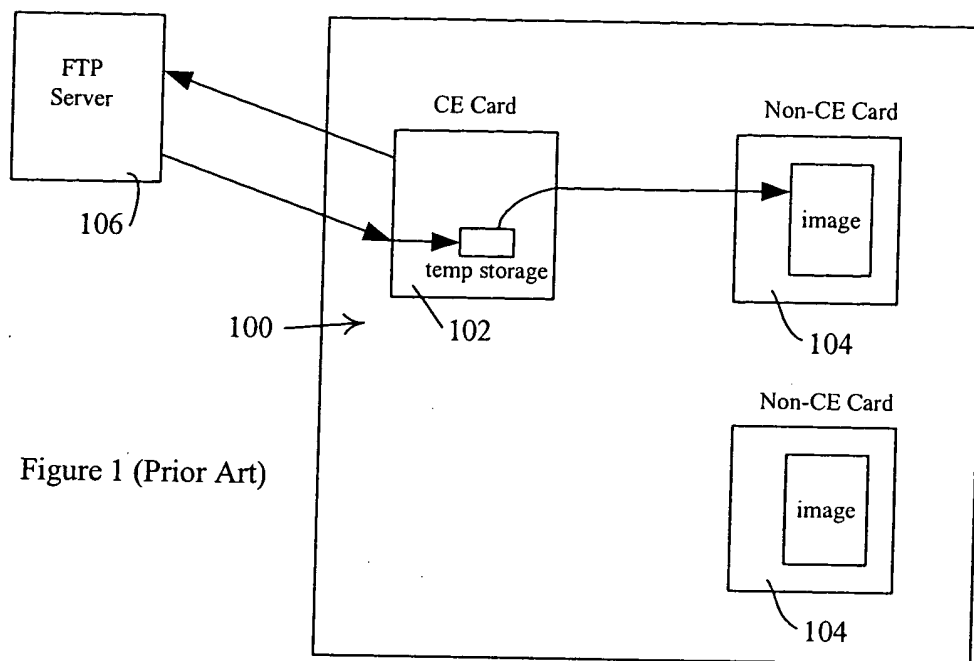 FTP
Server
106
CE Card
temp storage
102
100
Non-CE Card
image
104
Non-CE Card
image
104
Figure 1 (Prior Art)